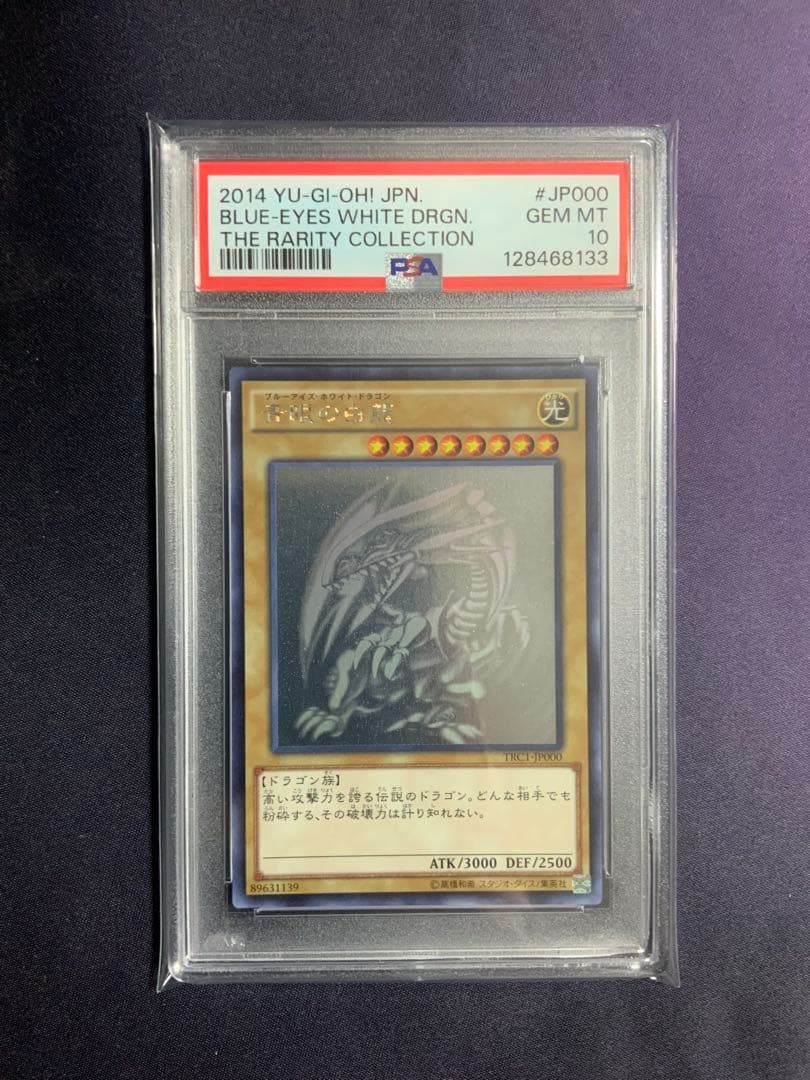 2014 YU-GI-OH! JPN. #JP000
BLUE-EYES WHITE DRGN. GEM MT
THE RARITY COLLECTION 10
PSA 128468133
ブルーアイズ・ホワイト・ドラゴン
青眼の白龍
光
TRC1-JP000
【ドラゴン族】
高い攻撃力を誇る伝説のドラゴン。どんな相手でも
粉砕する、その破壊力は計り知れない。
ATK/3000 DEF/2500
89631139 ©高橋和希 スタジオ・ダイス/集英社